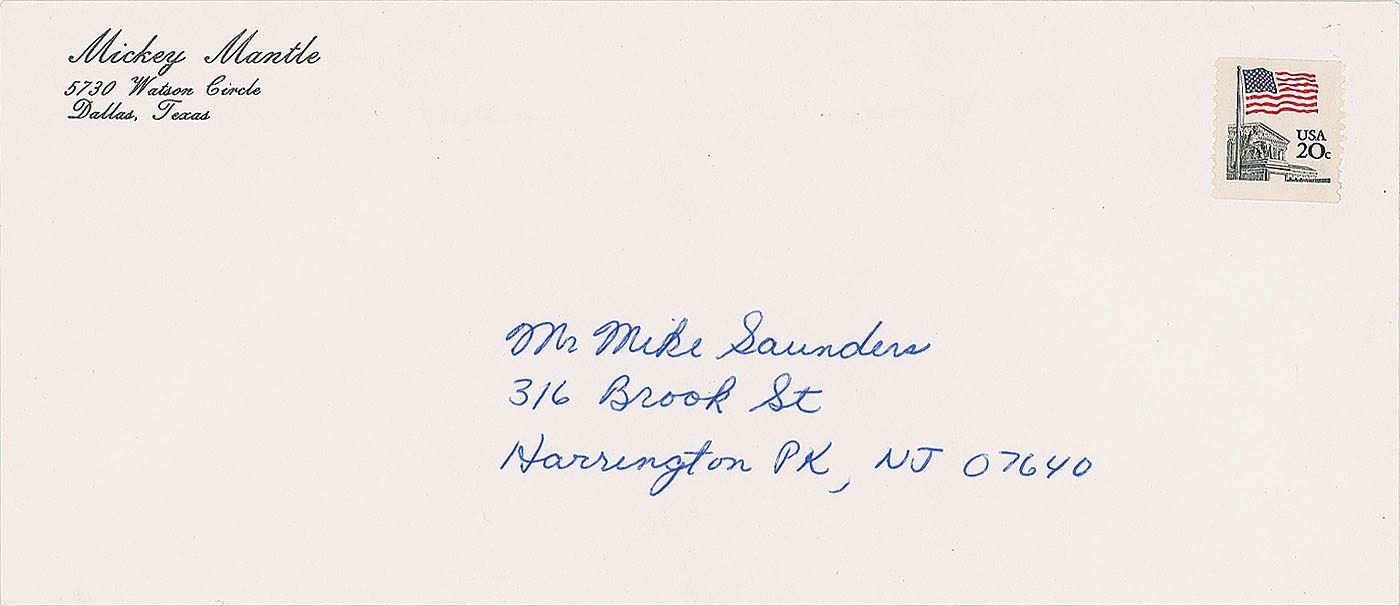 Mickey Mantle
5730 Watson Circle
Dallas, Texas
USA
20c
Mr Mike Saunders
316 Brook St
Harrington PK, NJ 07640